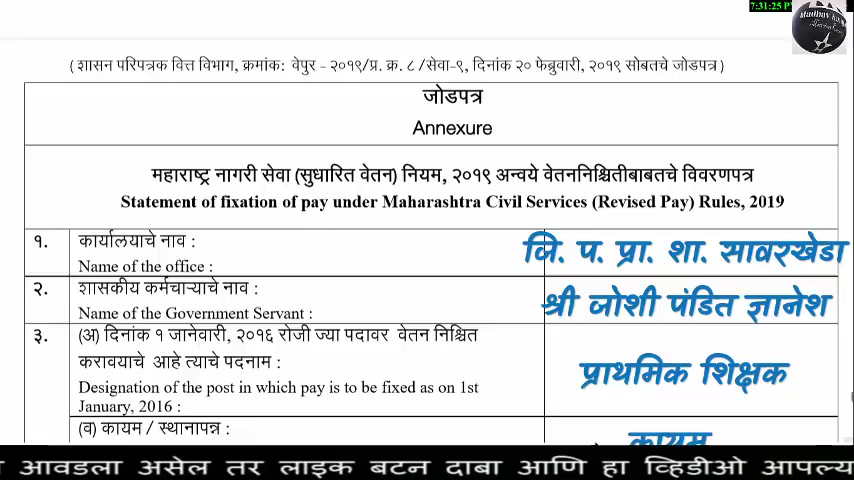 7:31:25 P
Madhav
( शासन परिपत्रक वित्त विभाग, क्रमांक: वेपुर - २०१९/प्र. क्र. ८ /सेवा-९, दिनांक २० फेब्रुवारी, २०१९ सोबतचे जोडपत्र )
जोडपत्र
Annexure
महाराष्ट्र नागरी सेवा (सुधारित वेतन) नियम, २०१९ अन्वये वेतननिश्चितीबाबतचे विवरणपत्र
Statement of fixation of pay under Maharashtra Civil Services (Revised Pay) Rules, 2019
१. कार्यालयाचे नाव : जि. प. प्रा. शा. सावरखेडा
Name of the office :
२. शासकीय कर्मचाऱ्याचे नाव : श्री जोशी पंडित ज्ञानेश
Name of the Government Servant :
३. (अ) दिनांक १ जानेवारी, २०१६ रोजी ज्या पदावर वेतन निश्चित
करावयाचे आहे त्याचे पदनाम : प्राथमिक शिक्षक
Designation of the post in which pay is to be fixed as on 1st
January, 2016 :
(व) कायम / स्थानापन्न : कायम
आवडला असेल तर लाइक बटन दाबा आणि हा व्हिडीओ आपल्य